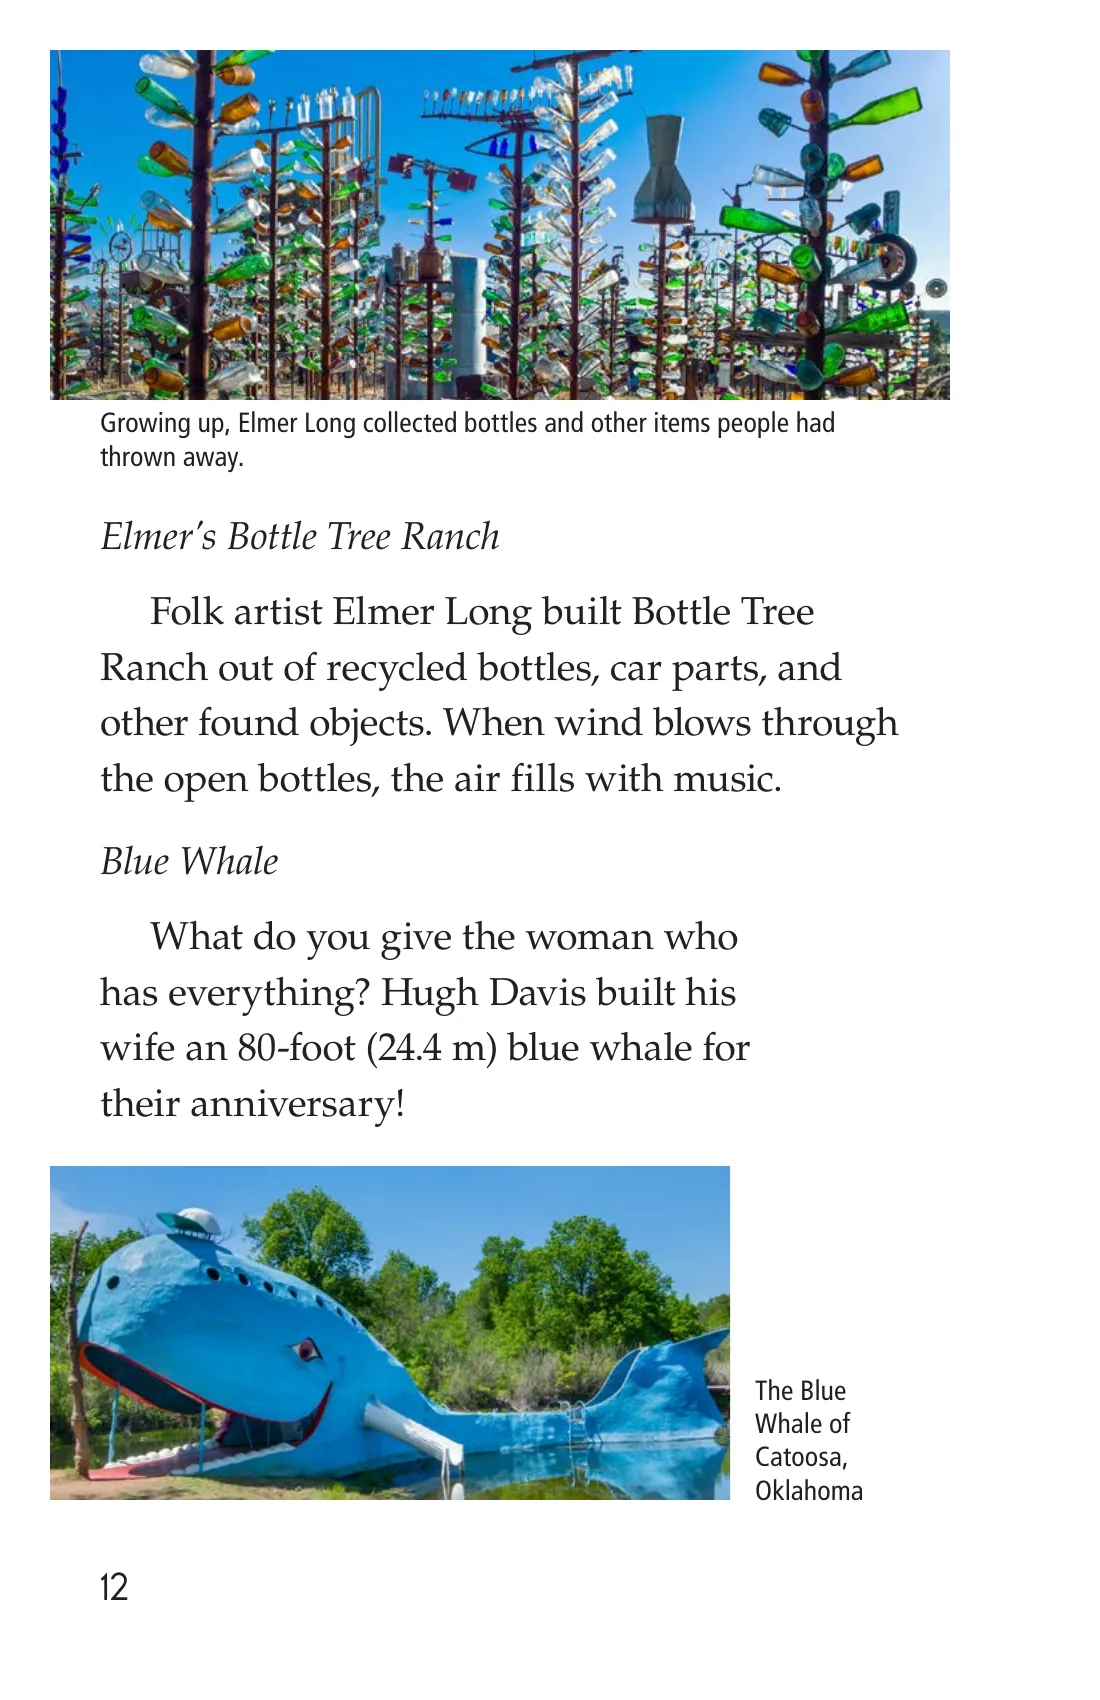 Growing up, Elmer Long collected bottles and other items people had
thrown away.
Elmer's Bottle Tree Ranch
Folk artist Elmer Long built Bottle Tree
Ranch out of recycled bottles, car parts, and
other found objects. When wind blows through
the open bottles, the air fills with music.
Blue Whale
What do you give the woman who
has everything? Hugh Davis built his
wife an 80-foot (24.4 m) blue whale for
their anniversary!
The Blue
Whale of
Catoosa,
Oklahoma
12